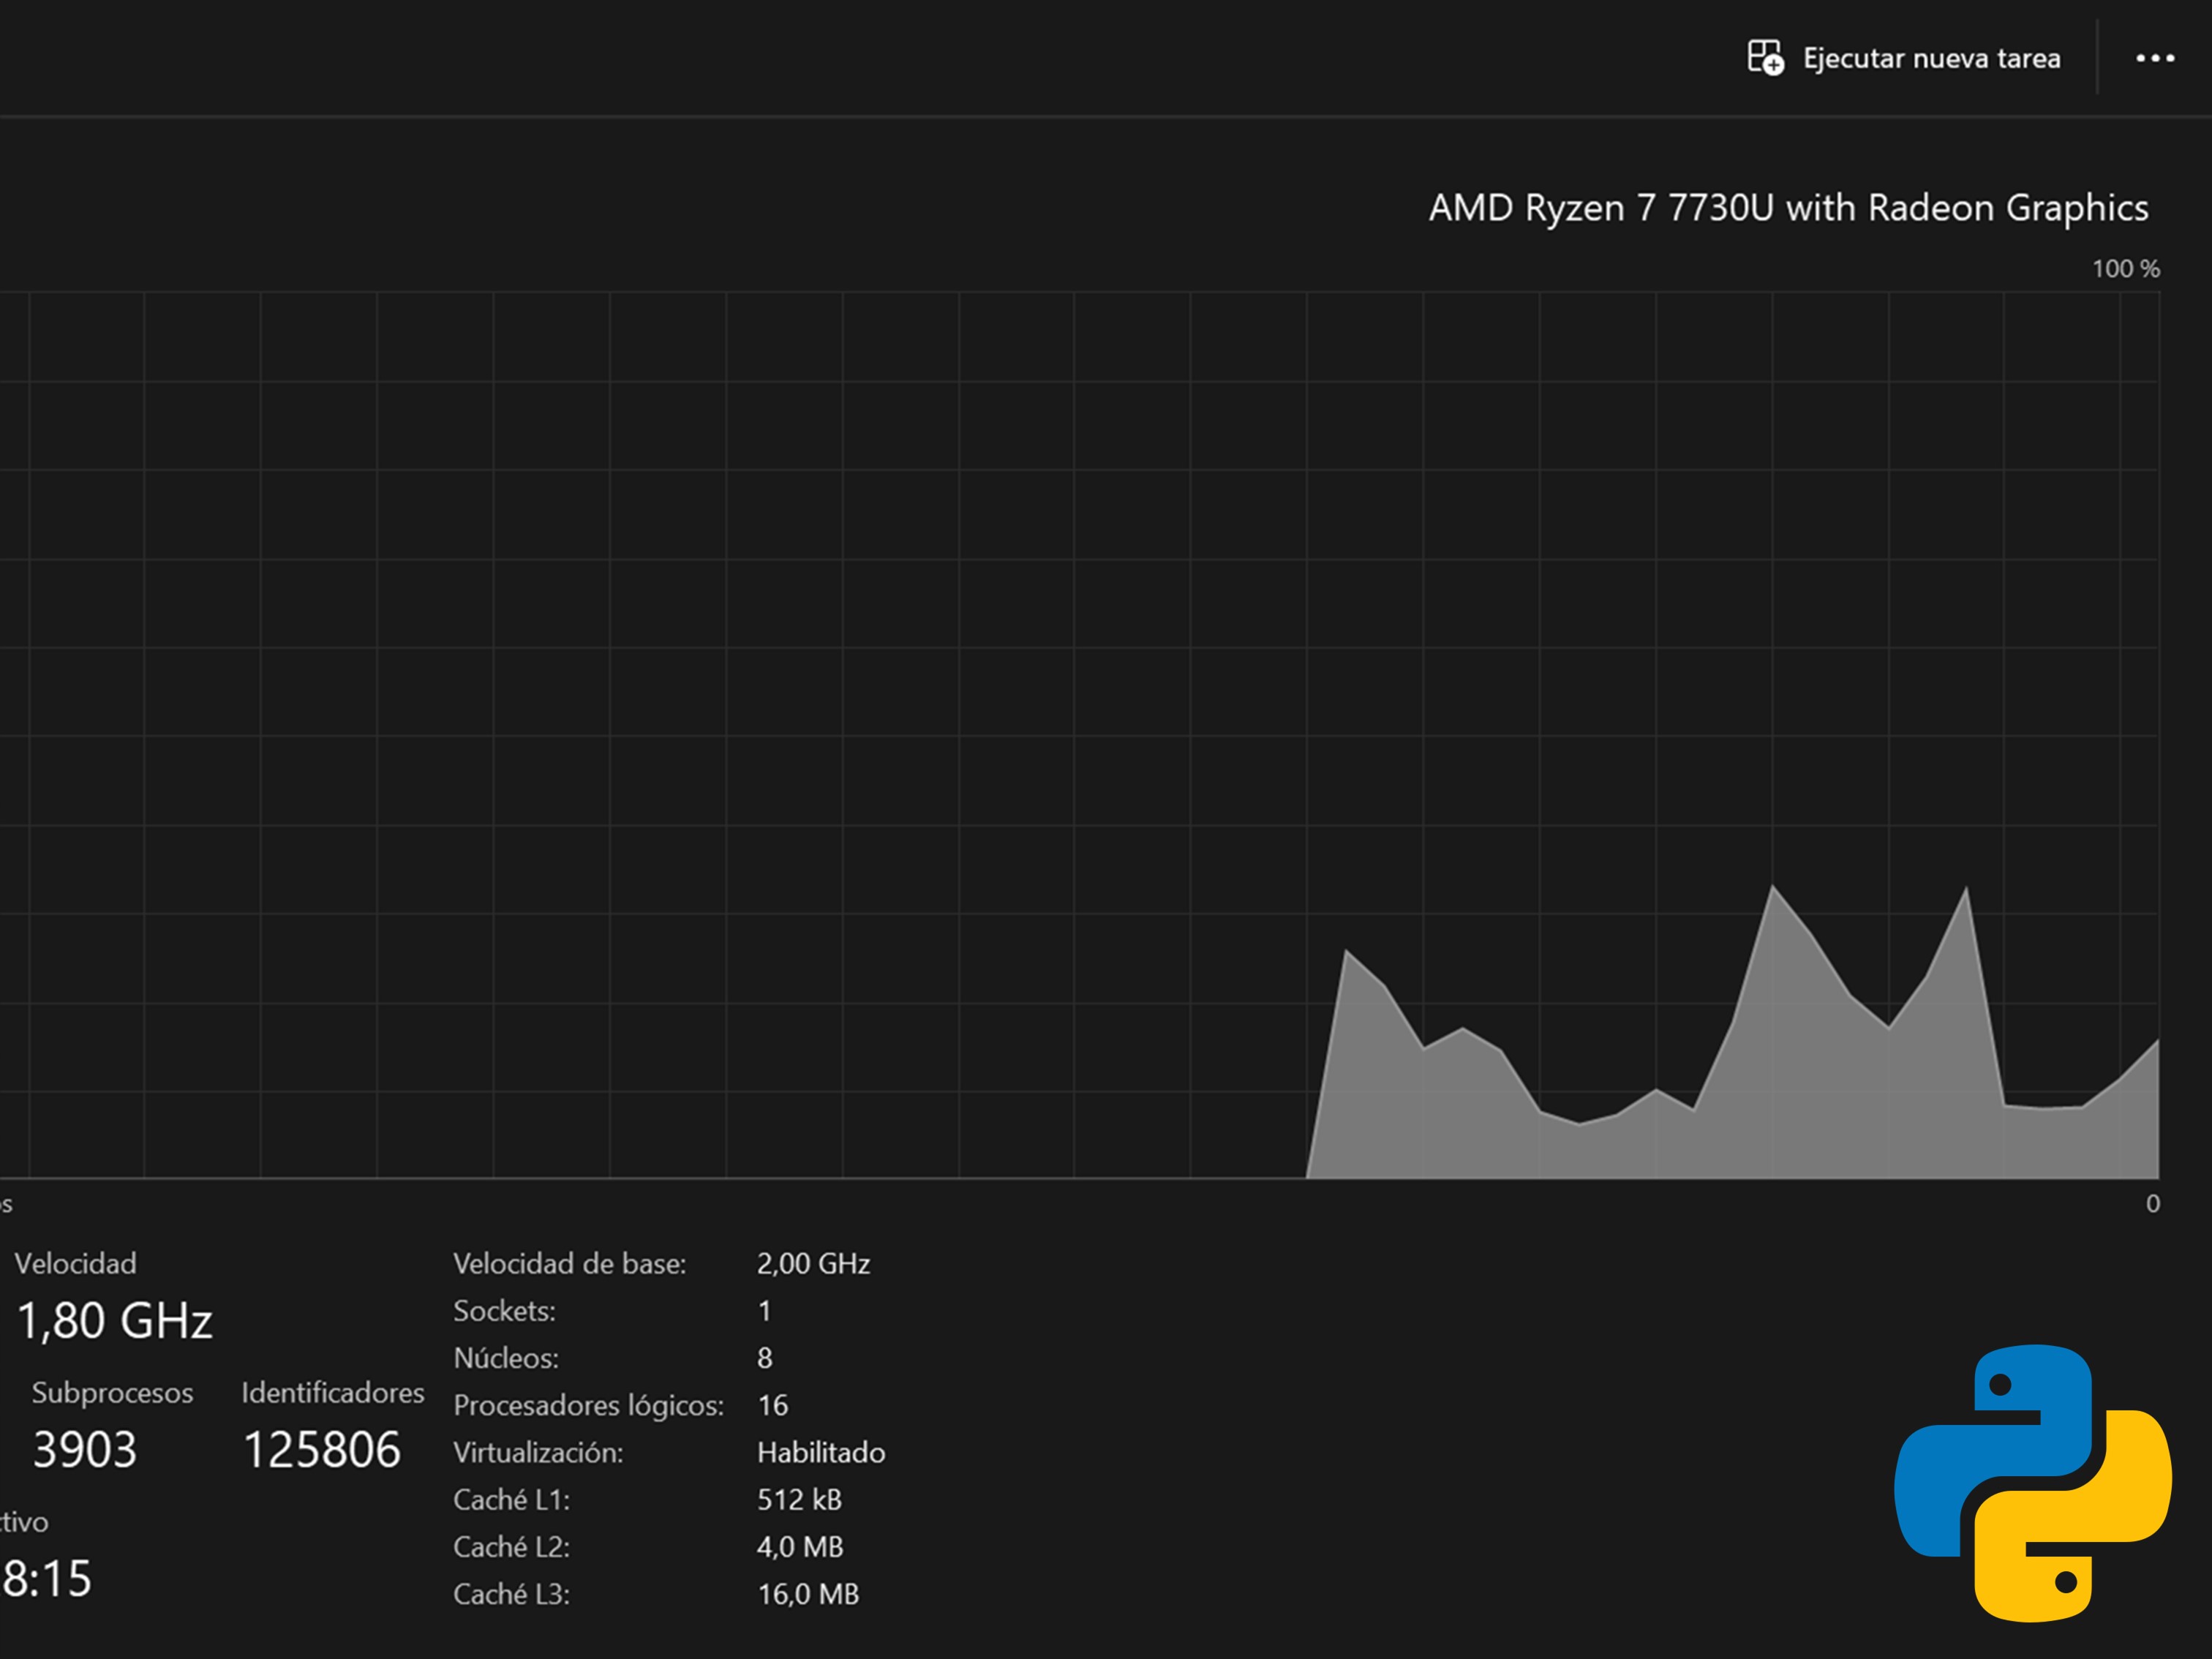 Ejecutar nueva tarea
AMD Ryzen 7 7730U with Radeon Graphics
100 %
0
Velocidad
1,80 GHz
Subprocesos Identificadores
3903 125806
8:15
Velocidad de base: 2,00 GHz
Sockets: 1
Núcleos: 8
Procesadores lógicos: 16
Virtualización: Habilitado
Caché L1: 512 kB
Caché L2: 4,0 MB
Caché L3: 16,0 MB